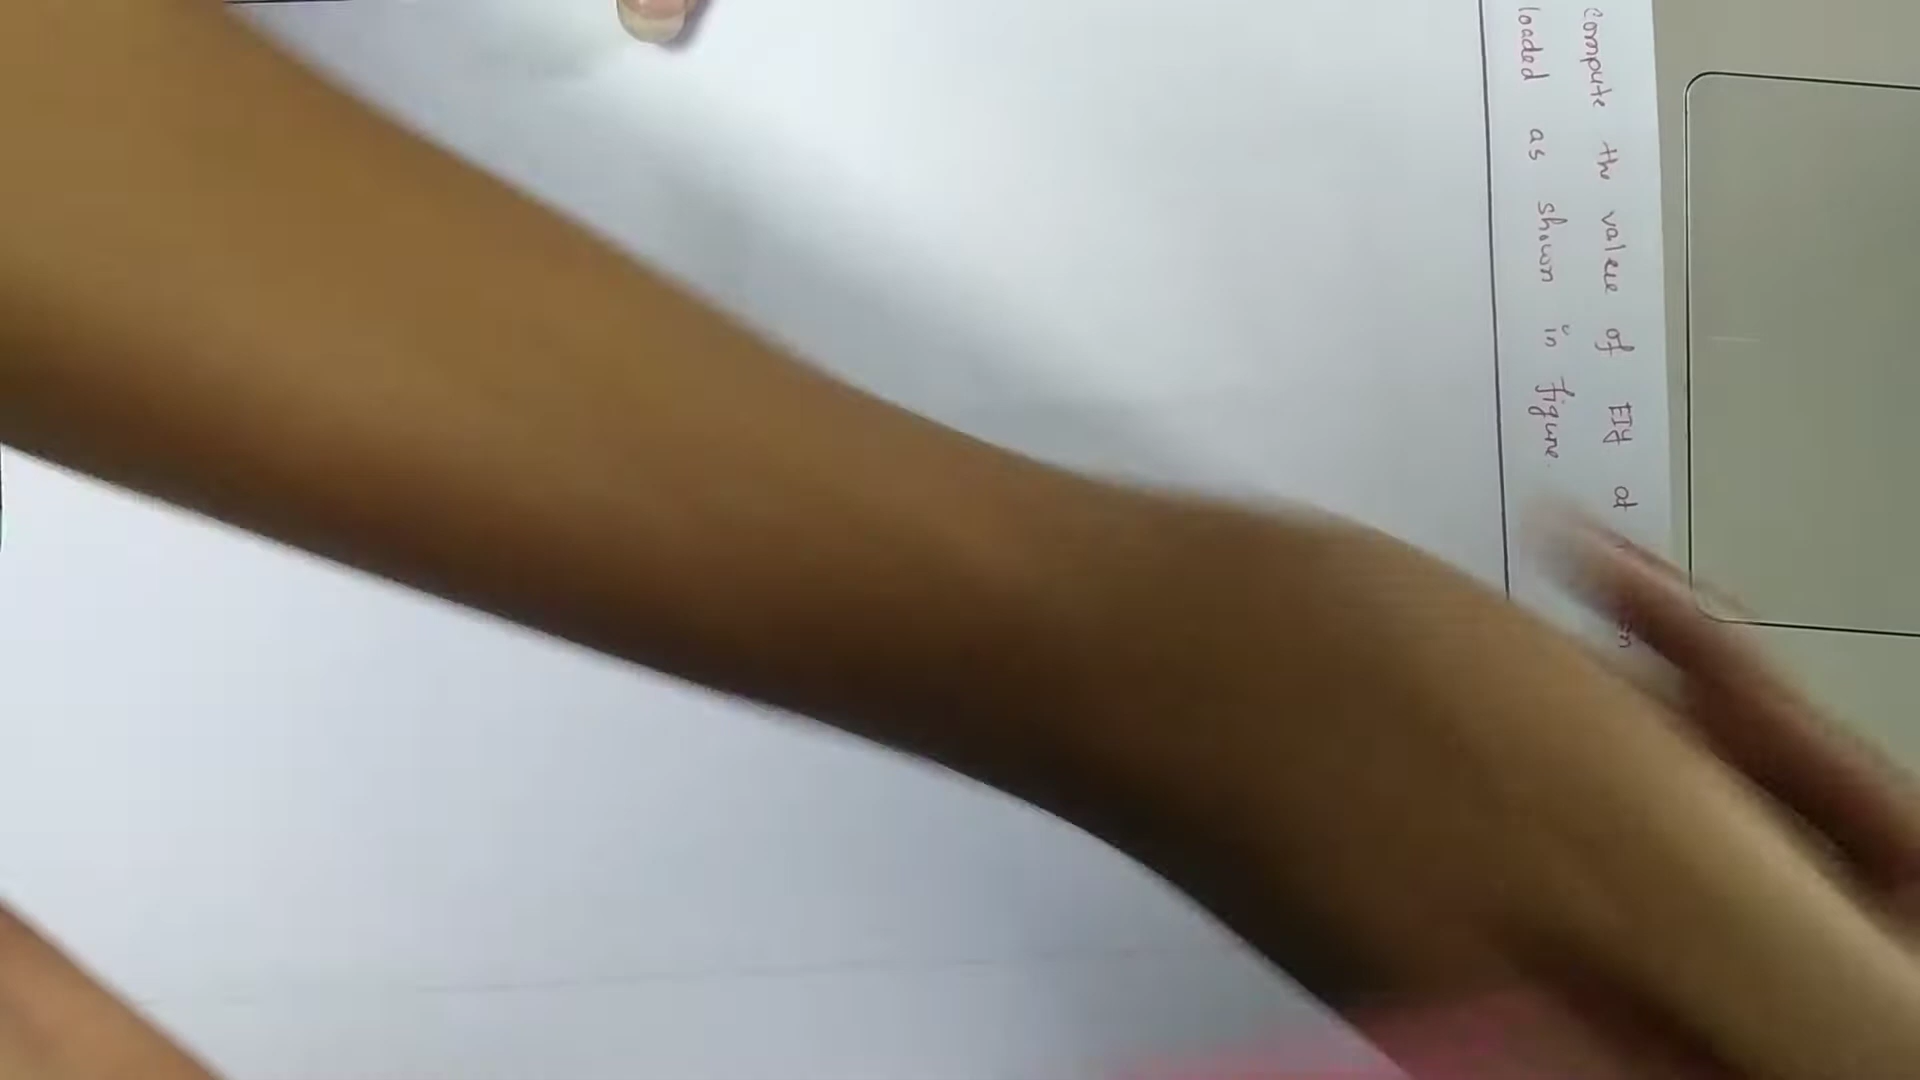 compute the value of EIy at
loaded as shown in figure.